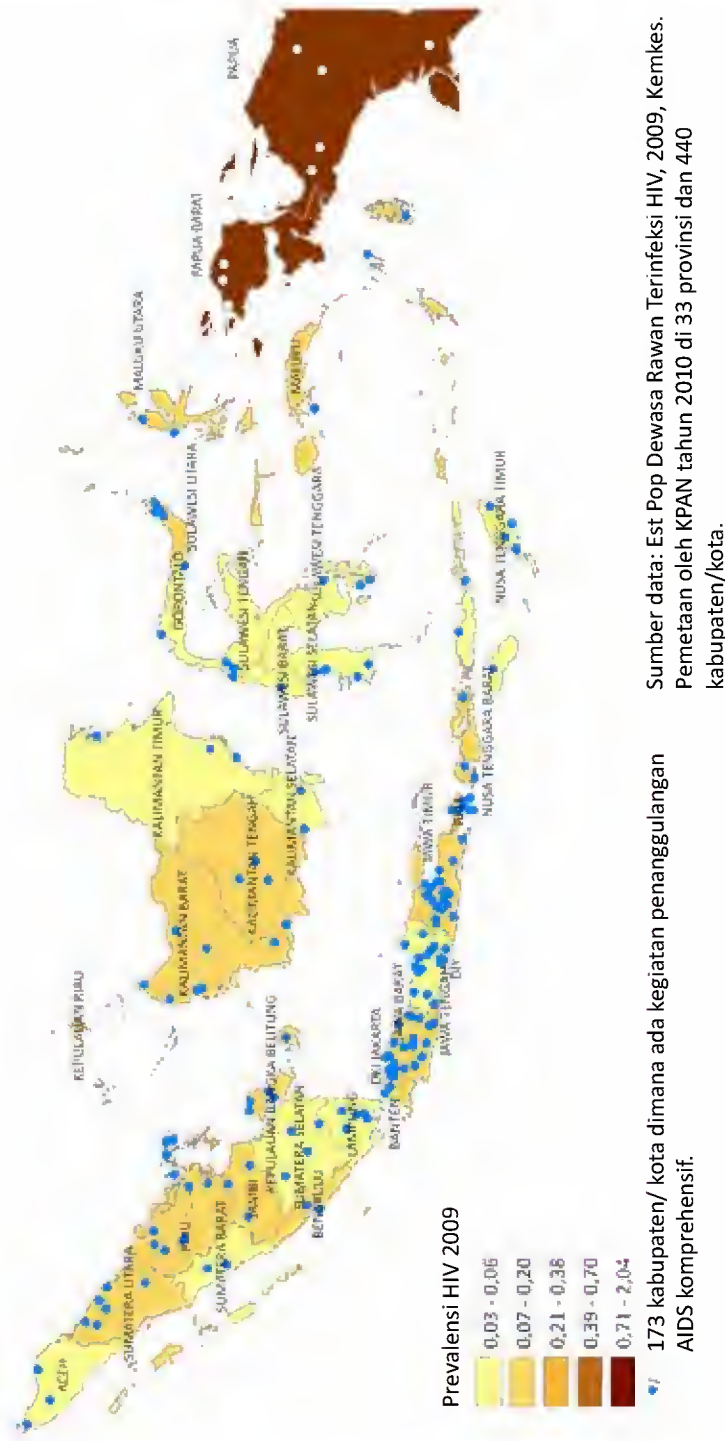 KEPULAUAN RIAU
MALUKU UTARA
PAPUA BARAT
PAPUA
ACEH
SUMATERA UTARA
RIAU
SUMATERA BARAT
JAMBI
KEPULAUAN BANGKA BELITUNG
SUMATERA SELATAN
BENGKULU
LAMPUNG
KALIMANTAN BARAT
KALIMANTAN TENGAH
KALIMANTAN TIMUR
KALIMANTAN SELATAN
GORONTALO
SULAWESI UTARA
SULAWESI TENGAH
SULAWESI BARAT
SULAWESI SELATAN
SULAWESI TENGGARA
MALUKU
DKI JAKARTA
BANTEN
JAWA BARAT
JAWA TENGAH
DIY
JAWA TIMUR
BALI
NUSA TENGGARA BARAT
NUSA TENGGARA TIMUR
Prevalensi HIV 2009
0,03 - 0,06
0,07 - 0,20
0,21 - 0,38
0,39 - 0,70
0,71 - 2,04
173 kabupaten/ kota dimana ada kegiatan penanggulangan
AIDS komprehensif.
Sumber data: Est Pop Dewasa Rawan Terinfeksi HIV, 2009, Kemkes.
Pemetaan oleh KPAN tahun 2010 di 33 provinsi dan 440
kabupaten/kota.